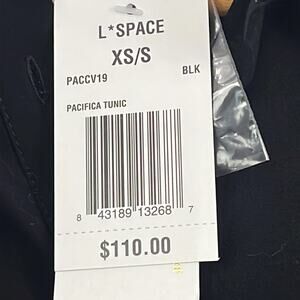 L*SPACE
XS/S
PACCV19 BLK
PACIFICA TUNIC
8 43189 13268 7
$110.00